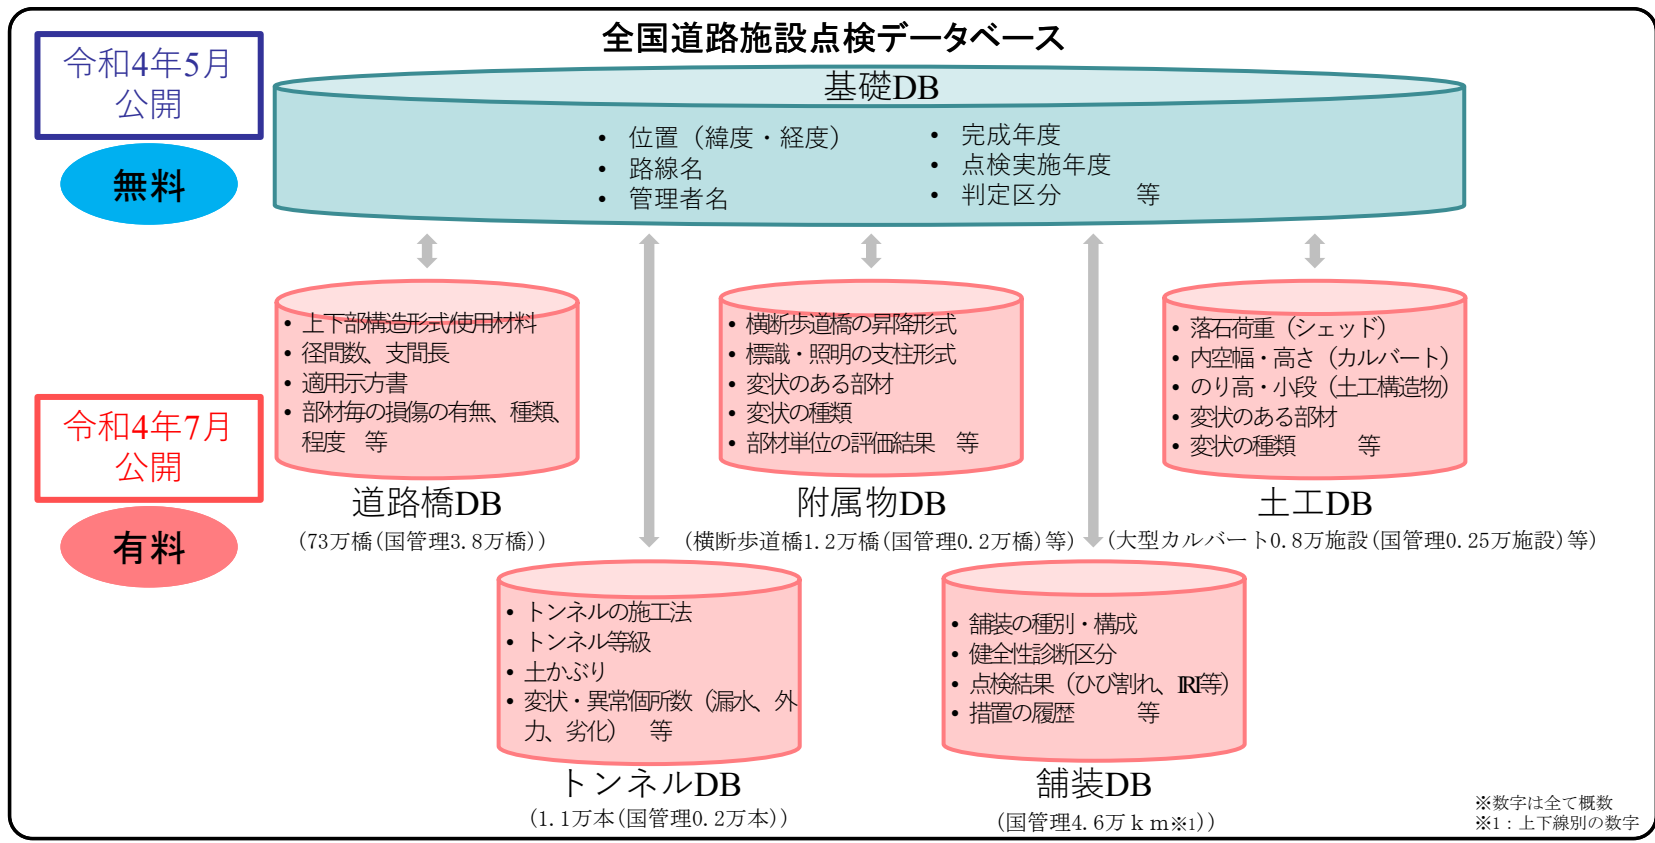 全国道路施設点検データベース
令和4年5月
公開
無料
基礎DB
• 位置（緯度・経度）
• 路線名
• 管理者名
• 完成年度
• 点検実施年度
• 判定区分　　　等
令和4年7月
公開
有料
• 上下部構造形式/使用材料
• 径間数、支間長
• 適用示方書
• 部材毎の損傷の有無、種類、
程度　等
道路橋DB
(73万橋(国管理3.8万橋))
• 横断歩道橋の昇降形式
• 標識・照明の支柱形式
• 変状のある部材
• 変状の種類
• 部材単位の評価結果　等
附属物DB
(横断歩道橋1.2万橋(国管理0.2万橋)等)
• 落石荷重（シェッド）
• 内空幅・高さ（カルバート）
• のり高・小段（土工構造物）
• 変状のある部材
• 変状の種類　　　等
土工DB
(大型カルバート0.8万施設(国管理0.25万施設)等)
• トンネルの施工法
• トンネル等級
• 土かぶり
• 変状・異常個所数（漏水、外
力、劣化）　等
トンネルDB
(1.1万本(国管理0.2万本))
• 舗装の種別・構成
• 健全性診断区分
• 点検結果（ひび割れ、IRI等）
• 措置の履歴　　　等
舗装DB
(国管理4.6万ｋｍ※1))
※数字は全て概数
※1：上下線別の数字